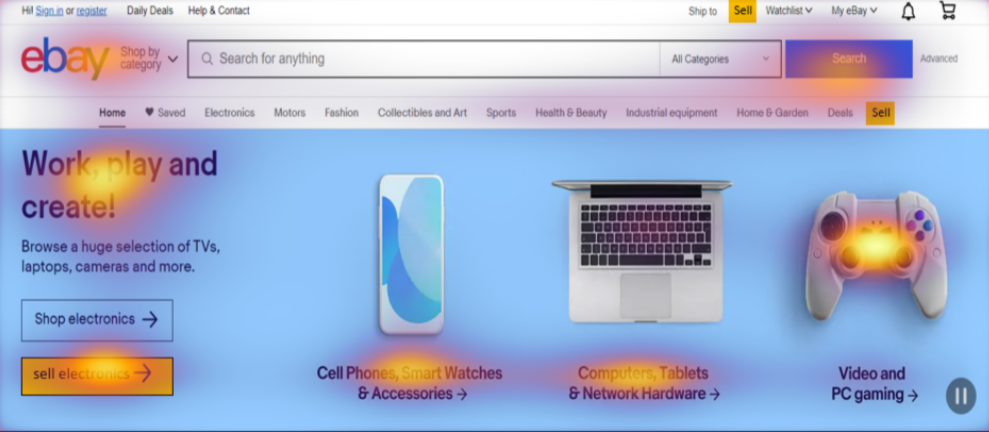 Hi! Sign in or register Daily Deals Help & Contact Ship to Sell Watchlist My eBay
ebay Shop by category Search for anything All Categories Search Advanced
Home Saved Electronics Motors Fashion Collectibles and Art Sports Health & Beauty Industrial equipment Home & Garden Deals Sell
Work, play and
create!
Browse a huge selection of TVs,
laptops, cameras and more.
Shop electronics →
sell electronics →
Cell Phones, Smart Watches
& Accessories →
Computers, Tablets
& Network Hardware →
Video and
PC gaming →